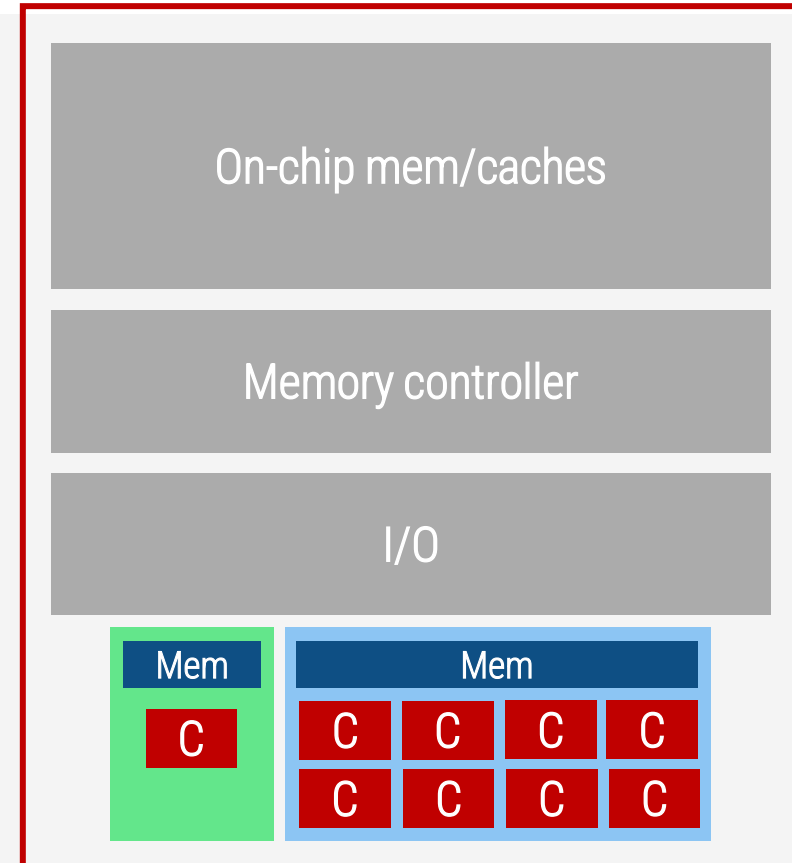 On-chip mem/caches
Memory controller
I/O
Mem
C
Mem
C C C C
C C C C